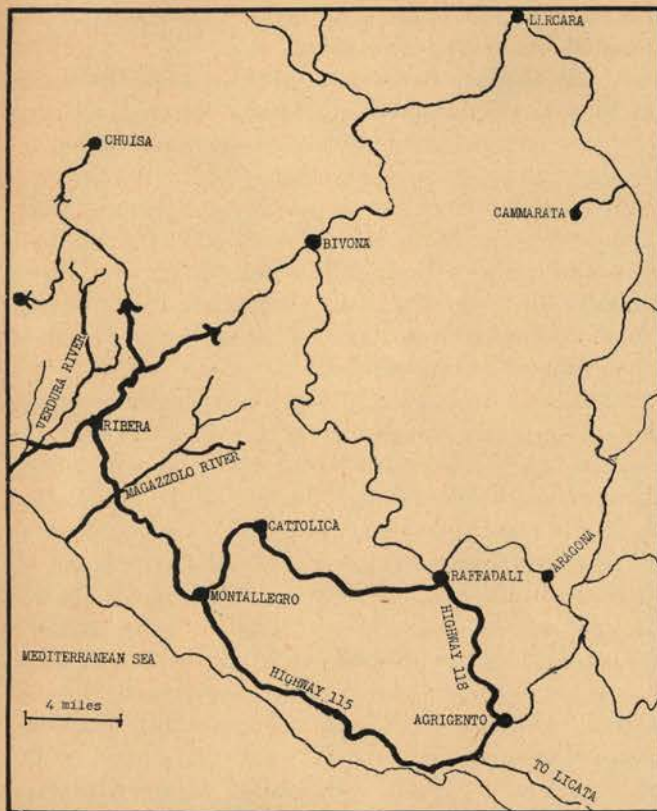 LERCARA
CHUISA
CAMMARATA
BIVONA
VERDURA RIVER
RIBERA
MAGAZZOLO RIVER
CATTOLICA
ARAGONA
RAFFADALI
MONTALLEGRO
HIGHWAY 118
MEDITERRANEAN SEA
HIGHWAY 115
4 miles
AGRIGENTO
TO LICATA